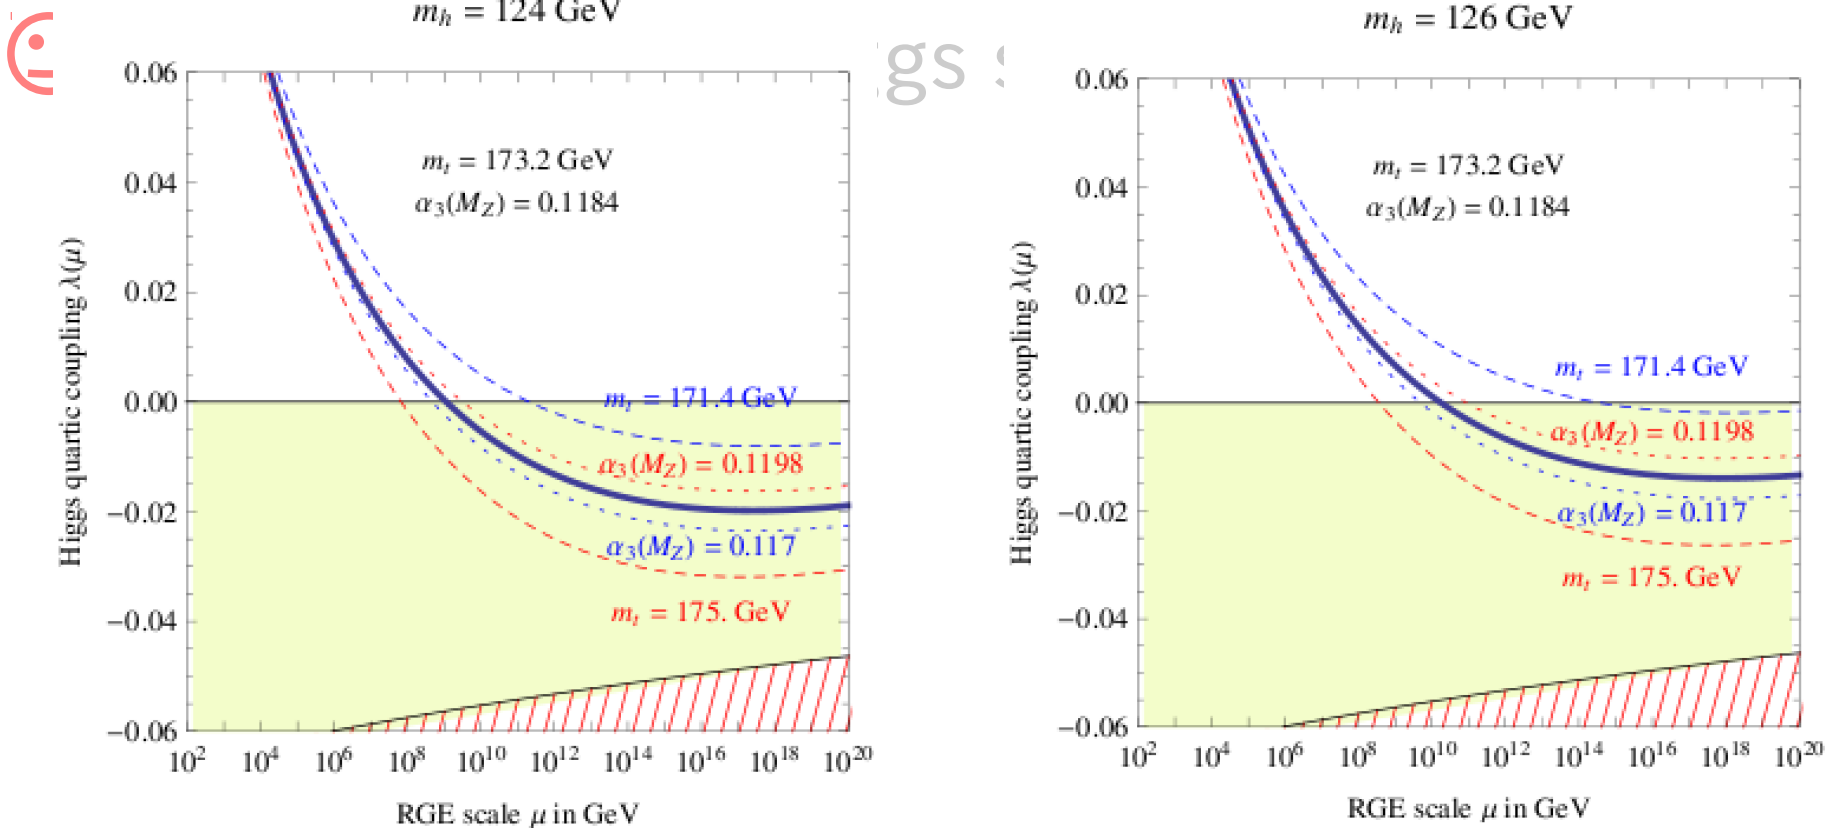 m_h = 124 GeV
0.06
0.04
0.02
0.00
−0.02
−0.04
−0.06
Higgs quartic coupling λ(μ)
m_t = 173.2 GeV
α₃(M_Z) = 0.1184
m_t = 171.4 GeV
α₃(M_Z) = 0.1198
α₃(M_Z) = 0.117
m_t = 175. GeV
10² 10⁴ 10⁶ 10⁸ 10¹⁰ 10¹² 10¹⁴ 10¹⁶ 10¹⁸ 10²⁰
RGE scale μ in GeV
gs
m_h = 126 GeV
0.06
0.04
0.02
0.00
−0.02
−0.04
−0.06
Higgs quartic coupling λ(μ)
m_t = 173.2 GeV
α₃(M_Z) = 0.1184
m_t = 171.4 GeV
α₃(M_Z) = 0.1198
α₃(M_Z) = 0.117
m_t = 175. GeV
10² 10⁴ 10⁶ 10⁸ 10¹⁰ 10¹² 10¹⁴ 10¹⁶ 10¹⁸ 10²⁰
RGE scale μ in GeV